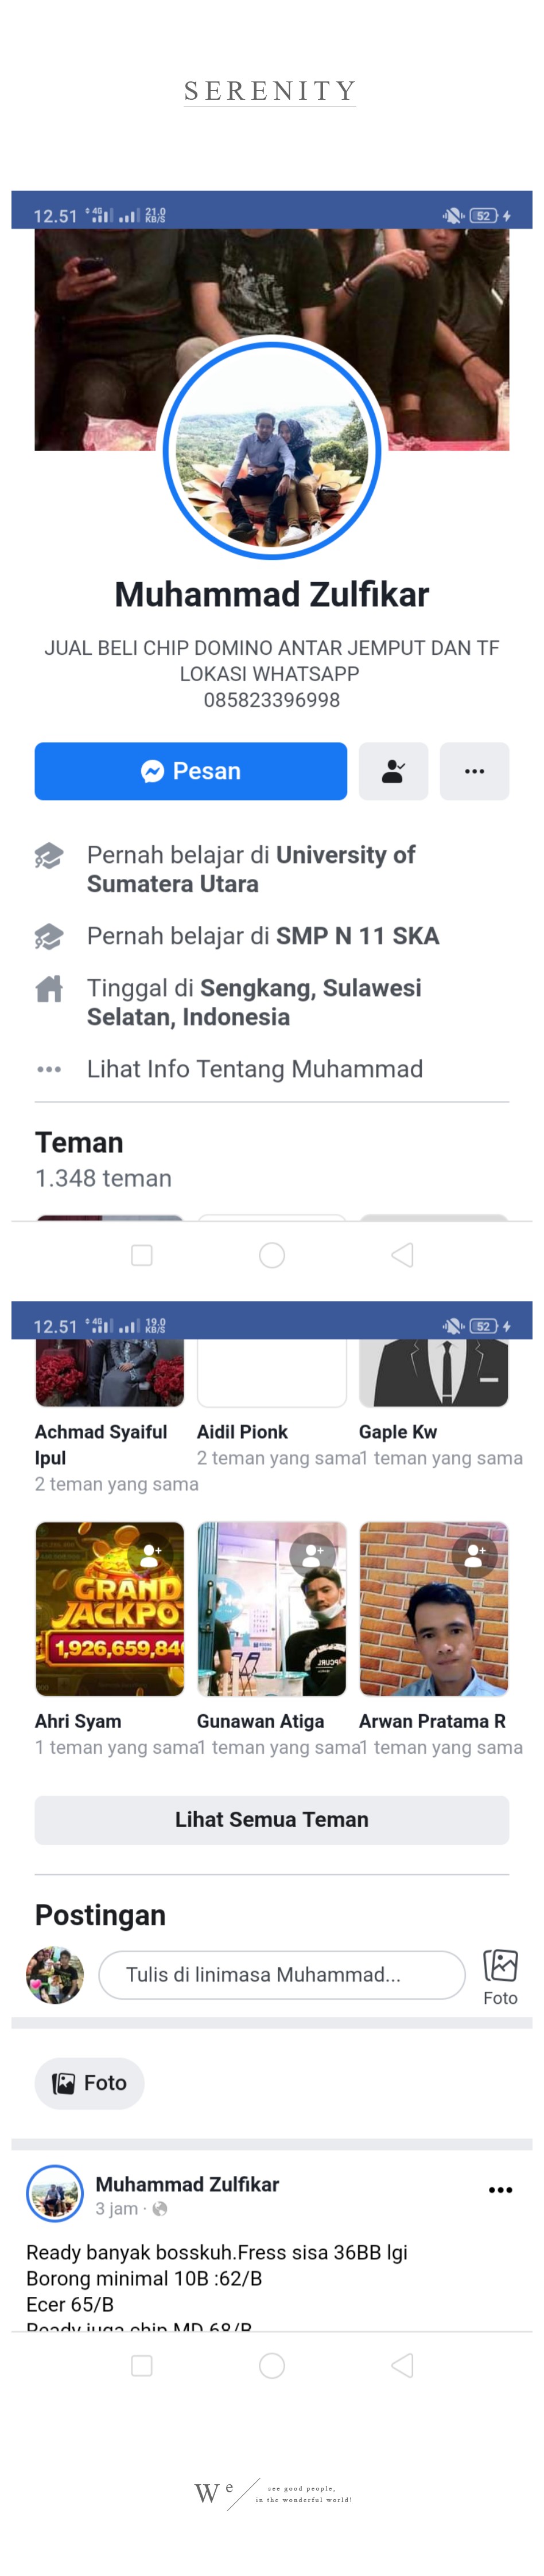 SERENITY
12.51 4G 21.0 KB/S 52
Muhammad Zulfikar
JUAL BELI CHIP DOMINO ANTAR JEMPUT DAN TF
LOKASI WHATSAPP
085823396998
Pesan
Pernah belajar di University of
Sumatera Utara
Pernah belajar di SMP N 11 SKA
Tinggal di Sengkang, Sulawesi
Selatan, Indonesia
Lihat Info Tentang Muhammad
Teman
1.348 teman
12.51 4G 19.0 KB/S 52
Achmad Syaiful
Ipul
2 teman yang sama
Aidil Pionk
2 teman yang sama
Gaple Kw
1 teman yang sama
GRAND
JACKPO
1,926,659,84
Ahri Syam
1 teman yang sama
Gunawan Atiga
1 teman yang sama
Arwan Pratama R
1 teman yang sama
Lihat Semua Teman
Postingan
Tulis di linimasa Muhammad...
Foto
Foto
Muhammad Zulfikar
3 jam ·
Ready banyak bosskuh.Fress sisa 36BB lgi
Borong minimal 10B :62/B
Ecer 65/B
Ready juga chip MD 68/B
We see good people,
in the wonderful world!